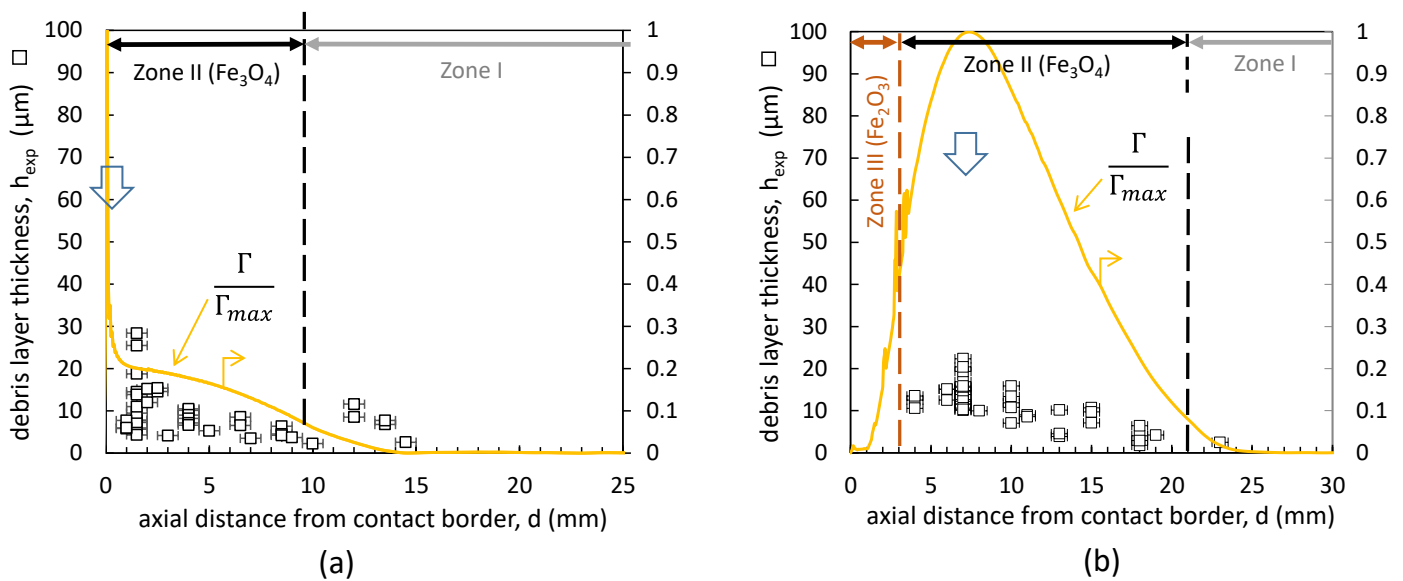 debris layer thickness, hexp (µm)
100
90
80
70
60
50
40
30
20
10
0
Zone II (Fe3O4)
Zone I
Γ
Γmax
1
0.9
0.8
0.7
0.6
0.5
0.4
0.3
0.2
0.1
0
0 5 10 15 20 25
axial distance from contact border, d (mm)
(a)
debris layer thickness, hexp (µm)
100
90
80
70
60
50
40
30
20
10
0
Zone III (Fe2O3)
Zone II (Fe3O4)
Zone I
Γ
Γmax
1
0.9
0.8
0.7
0.6
0.5
0.4
0.3
0.2
0.1
0
0 5 10 15 20 25 30
axial distance from contact border, d (mm)
(b)